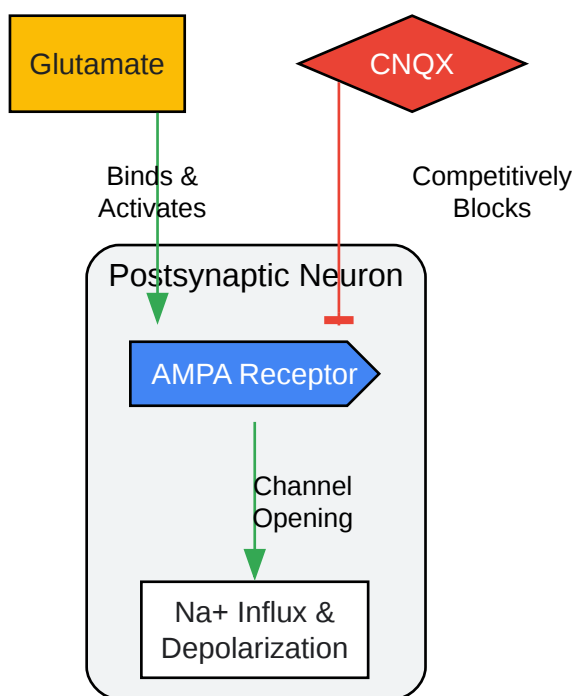 Glutamate
CNQX
Binds &
Activates
Competitively
Blocks
Postsynaptic Neuron
AMPA Receptor
Channel
Opening
Na+ Influx &
Depolarization